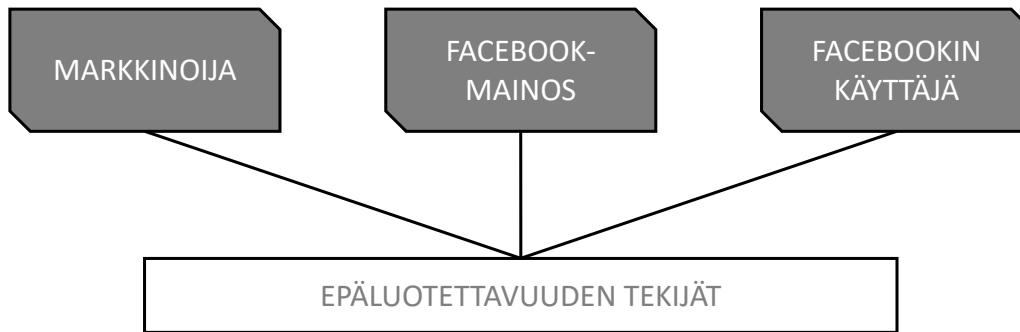 MARKKINOIJA
FACEBOOK-
MAINOS
FACEBOOKIN
KÄYTTÄJÄ
EPÄLUOTETTAVUUDEN TEKIJÄT